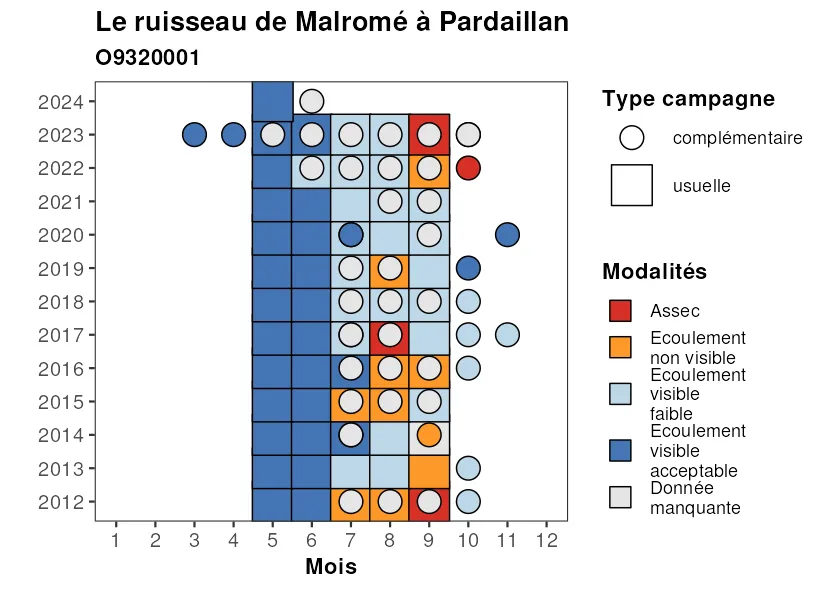 Le ruisseau de Malromé à Pardaillan
O9320001
2024
2023
2022
2021
2020
2019
2018
2017
2016
2015
2014
2013
2012
1 2 3 4 5 6 7 8 9 10 11 12
Mois
Type campagne
complémentaire
usuelle
Modalités
Assec
Ecoulement
non visible
Ecoulement
visible
faible
Ecoulement
visible
acceptable
Donnée
manquante